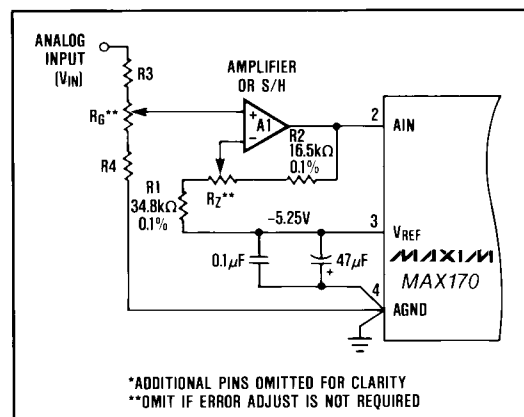 ANALOG
INPUT
(VIN)
R3
RG**
R4
AMPLIFIER
OR S/H
+
A1
−
R2
16.5kΩ
0.1%
2
AIN
R1
34.8kΩ
0.1%
RZ**
−5.25V
3
VREF
0.1μF
47μF
+
MAXIM
MAX170
4
AGND
*ADDITIONAL PINS OMITTED FOR CLARITY
**OMIT IF ERROR ADJUST IS NOT REQUIRED